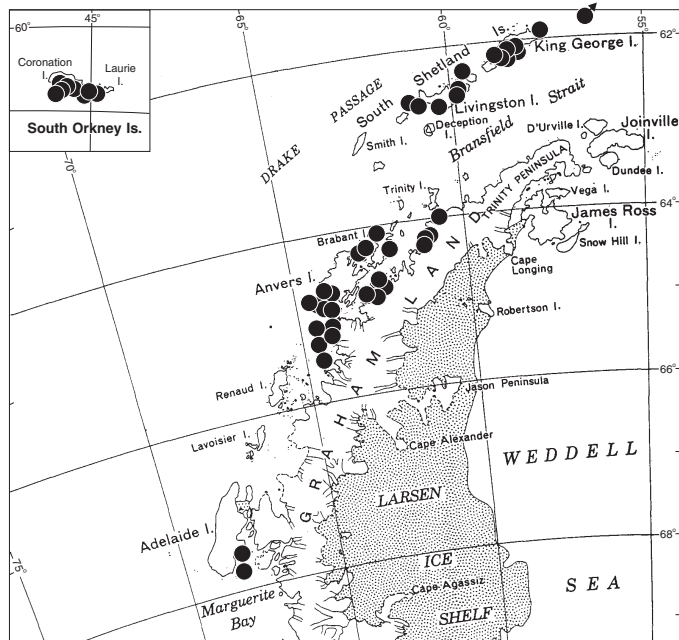 60°
45°
Coronation
I.
Laurie
I.
South Orkney Is.
65°
60°
55°
62°
DRAKE
PASSAGE
South Shetland Is.
King George I.
Livingston I.
Strait
Bransfield
Deception
I.
Smith I.
D'Urville I.
Joinville
I.
Dundee I.
TRINITY PENINSULA
Trinity I.
Vega I.
James Ross
I.
Snow Hill I.
64°
70°
Brabant I.
Anvers I.
Cape
Longing
Robertson I.
GRAHAM LAND
Renaud I.
66°
Jason Peninsula
Lavoisier I.
Cape Alexander
WEDDELL
LARSEN
Adelaide I.
68°
75°
ICE
Cape Agassiz
SEA
Marguerite
Bay
SHELF